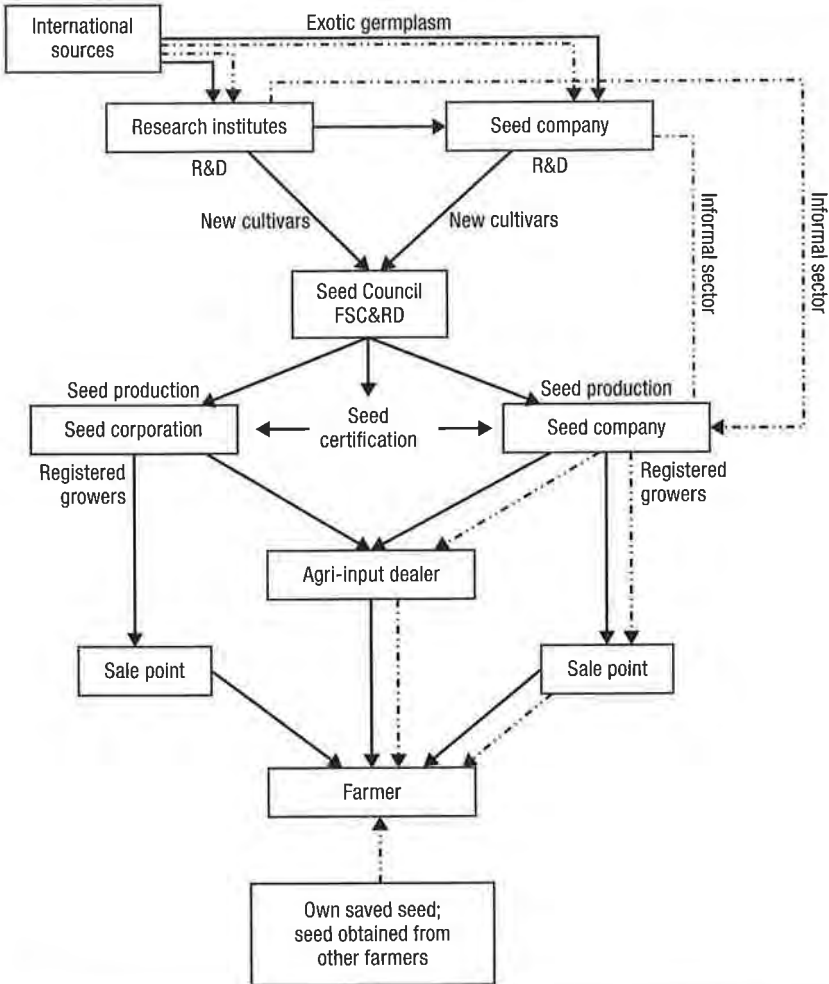 International
sources
Exotic germplasm
Research institutes
Seed company
R&D
R&D
New cultivars
New cultivars
Informal sector
Informal sector
Seed Council
FSC&RD
Seed production
Seed production
Seed corporation
Seed
certification
Seed company
Registered
growers
Registered
growers
Agri-input dealer
Sale point
Sale point
Farmer
Own saved seed;
seed obtained from
other farmers